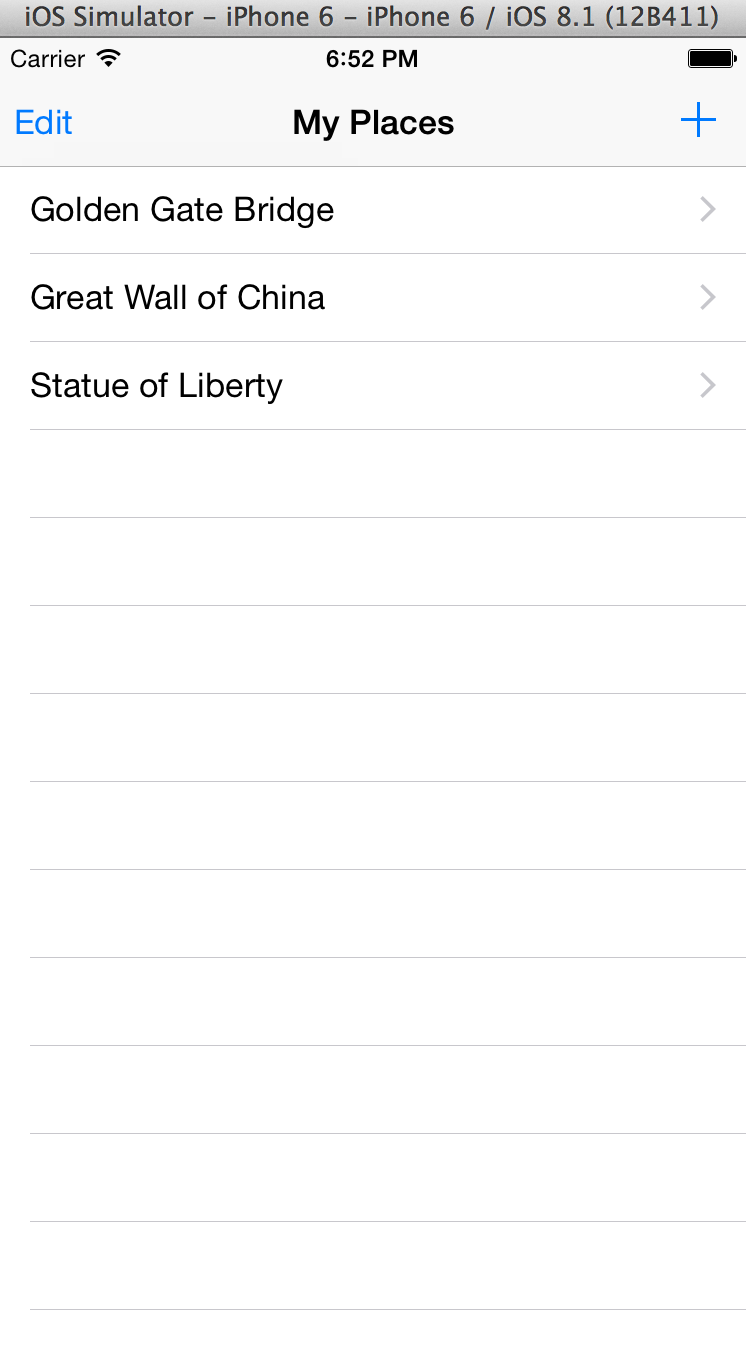 iOS Simulator – iPhone 6 – iPhone 6 / iOS 8.1 (12B411)
Carrier 6:52 PM
Edit My Places +
Golden Gate Bridge
Great Wall of China
Statue of Liberty